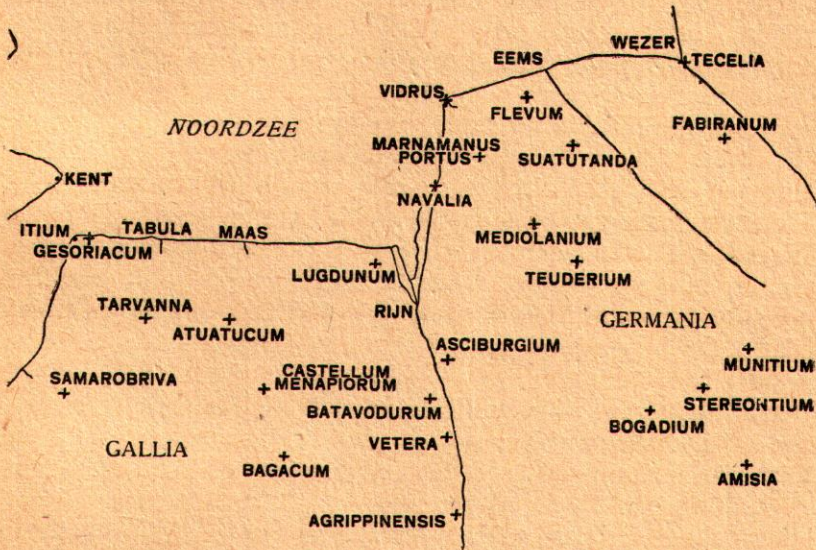 WEZER
EEMS
TECELIA
VIDRUS
FLEVUM
NOORDZEE
FABIRANUM
MARNAMANUS
PORTUS
SUATUTANDA
KENT
NAVALIA
ITIUM
TABULA
MAAS
MEDIOLANIUM
GESORIACUM
LUGDUNUM
TEUDERIUM
TARVANNA
RIJN
GERMANIA
ATUATUCUM
ASCIBURGIUM
MUNITIUM
SAMAROBRIVA
CASTELLUM
MENAPIORUM
STEREONTIUM
BATAVODURUM
BOGADIUM
GALLIA
VETERA
BAGACUM
AMISIA
AGRIPPINENSIS